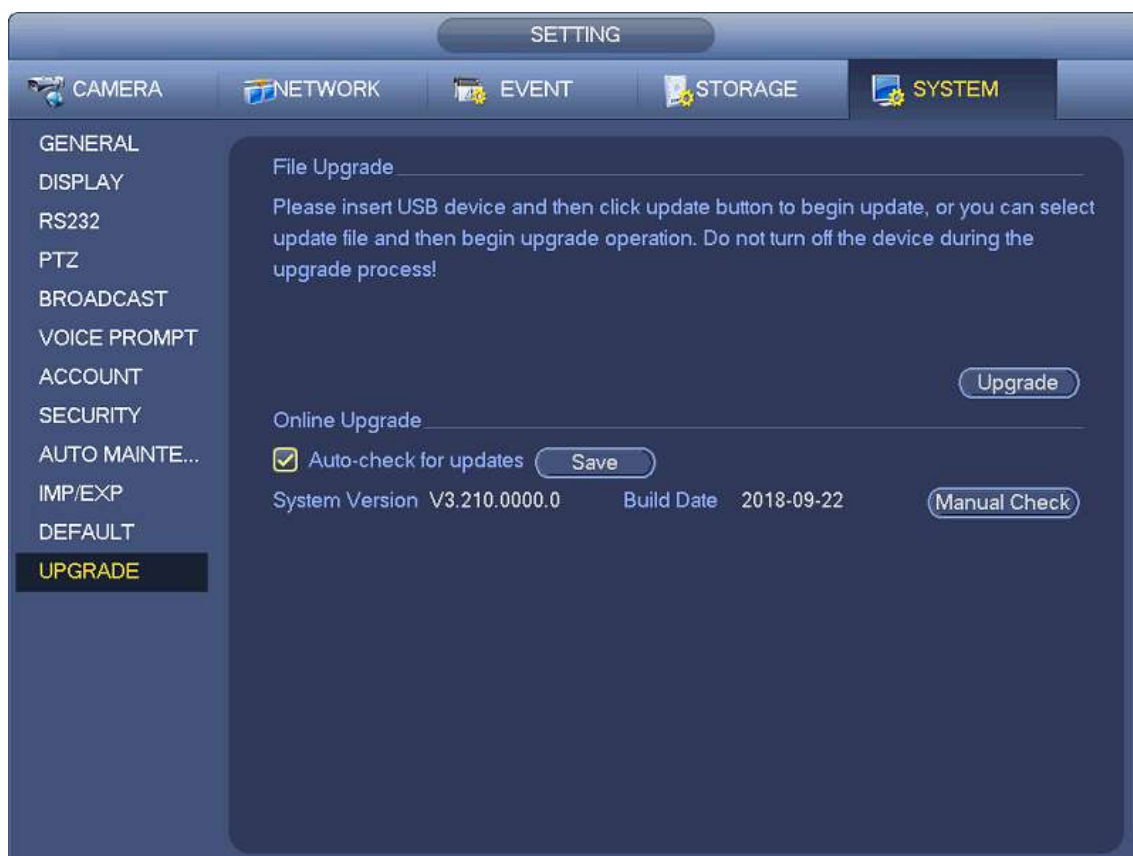 SETTING
CAMERA NETWORK EVENT STORAGE SYSTEM
GENERAL
DISPLAY
RS232
PTZ
BROADCAST
VOICE PROMPT
ACCOUNT
SECURITY
AUTO MAINTE...
IMP/EXP
DEFAULT
UPGRADE
File Upgrade
Please insert USB device and then click update button to begin update, or you can select
update file and then begin upgrade operation. Do not turn off the device during the
upgrade process!
Upgrade
Online Upgrade
Auto-check for updates Save
System Version V3.210.0000.0 Build Date 2018-09-22 Manual Check